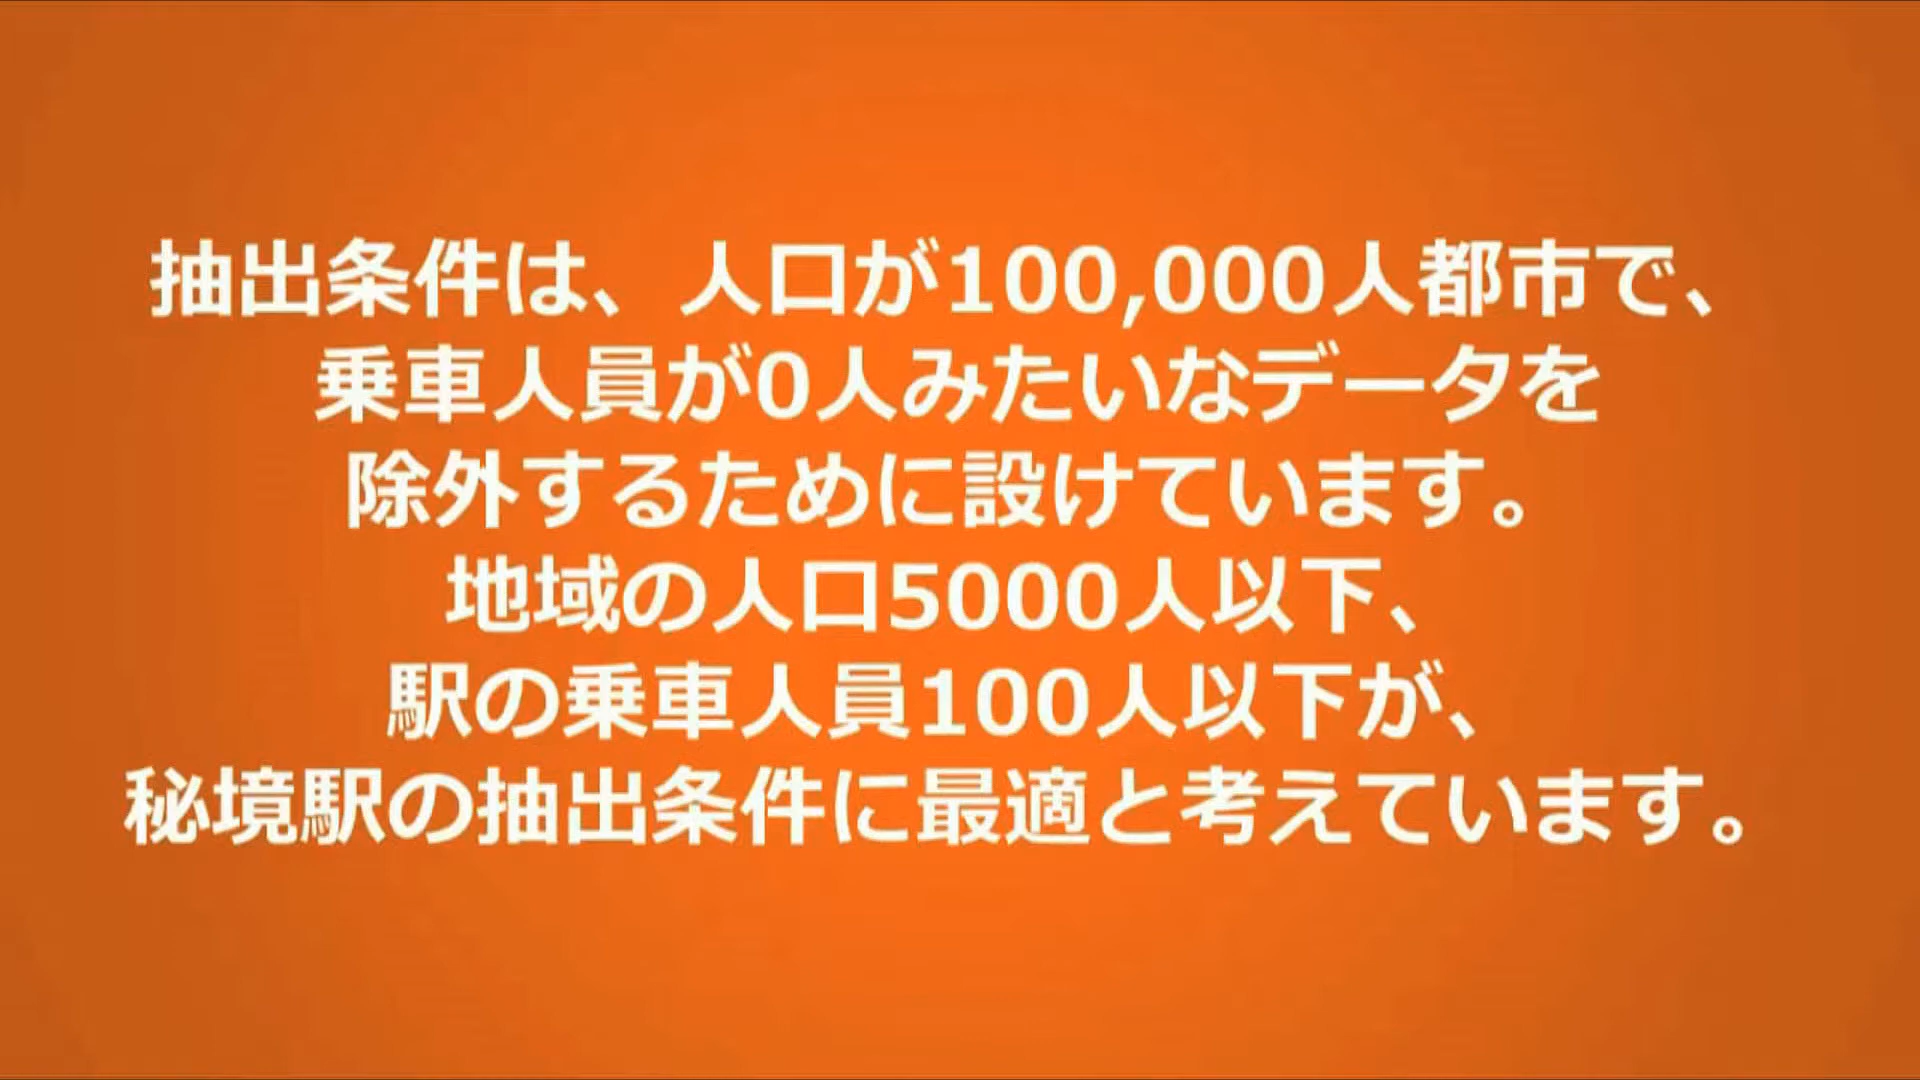 抽出条件は、人口が100,000人都市で、
乗車人員が0人みたいなデータを
除外するために設けています。
地域の人口5000人以下、
駅の乗車人員100人以下が、
秘境駅の抽出条件に最適と考えています。